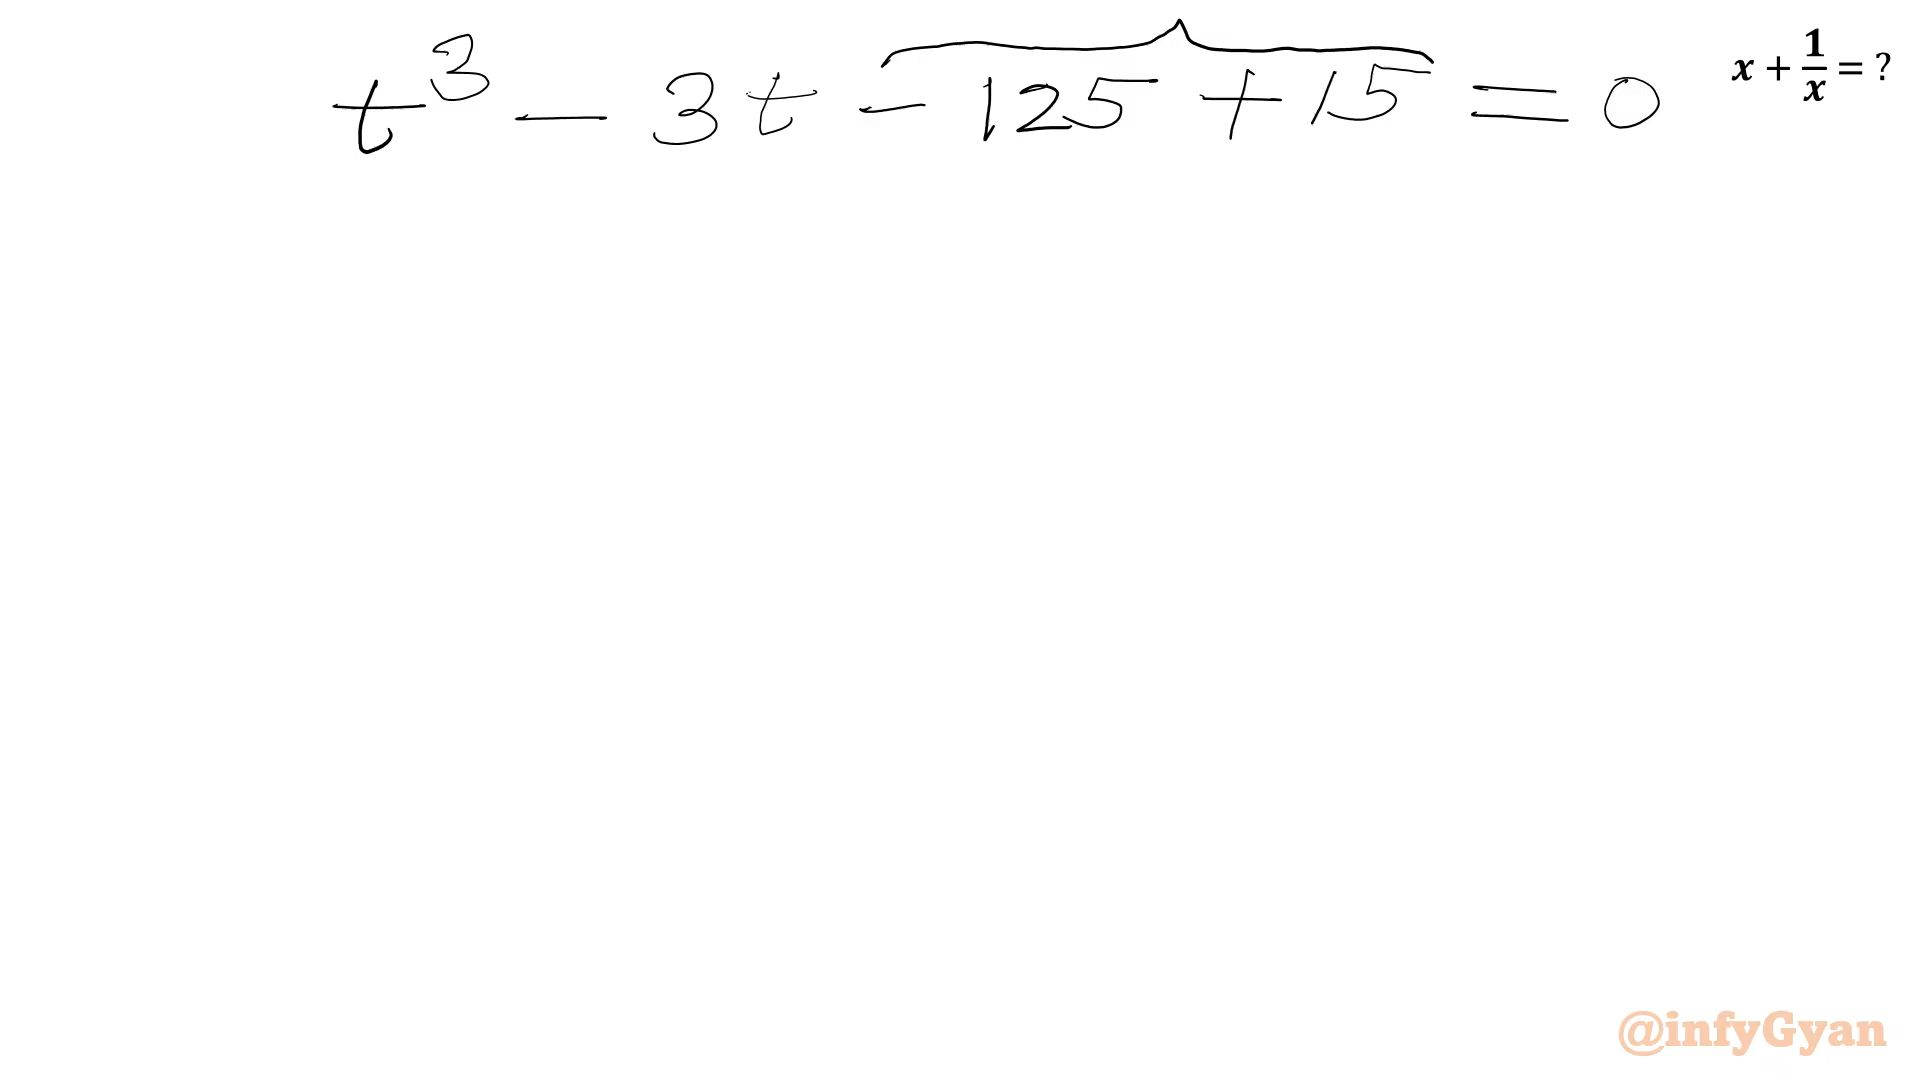 t³ − 3t − 125 + 15 = 0
x + 1/x = ?
@infyGyan